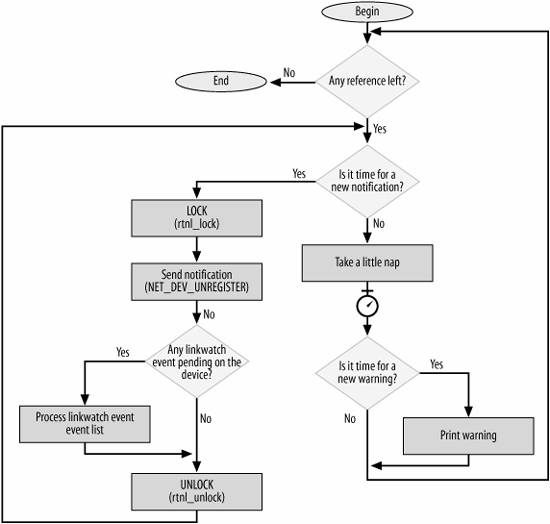 Begin
Any reference left?
No
End
Yes
Is it time for a
new notification?
Yes
No
LOCK
(rtnl_lock)
Take a little nap
Send notification
(NET_DEV_UNREGISTER)
No
Any linkwatch
event pending on the
device?
Yes
No
Is it time for a
new warning?
Yes
No
Process linkwatch event
event list
Print warning
UNLOCK
(rtnl_unlock)